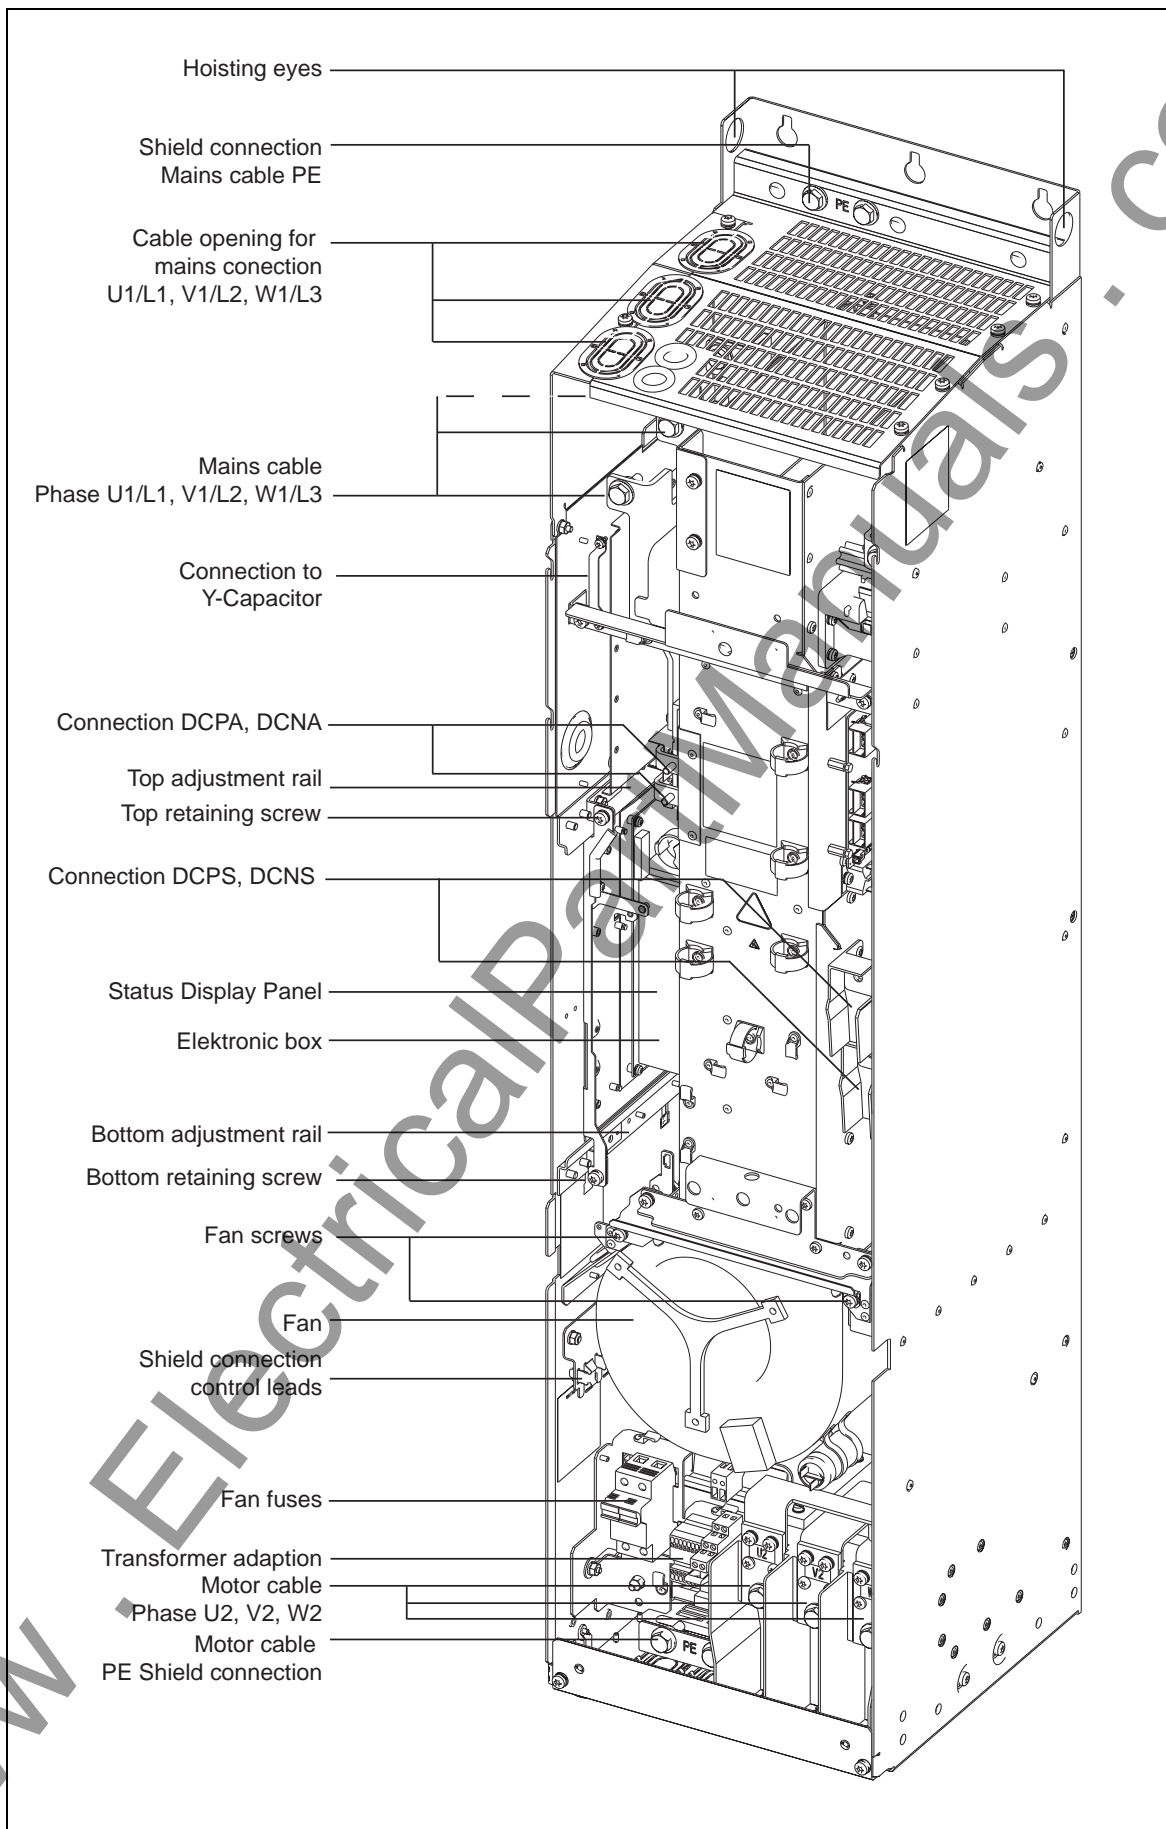 Hoisting eyes
Shield connection
Mains cable PE
PE
Cable opening for
mains conection
U1/L1, V1/L2, W1/L3
Mains cable
Phase U1/L1, V1/L2, W1/L3
Connection to
Y-Capacitor
Connection DCPA, DCNA
Top adjustment rail
Top retaining screw
Connection DCPS, DCNS
Status Display Panel
Elektronic box
Bottom adjustment rail
Bottom retaining screw
Fan screws
Fan
Shield connection
control leads
Fan fuses
Transformer adaption
Motor cable
Phase U2, V2, W2
U2
V2
Motor cable
PE Shield connection
PE
w . ElectricalPartManuals . c